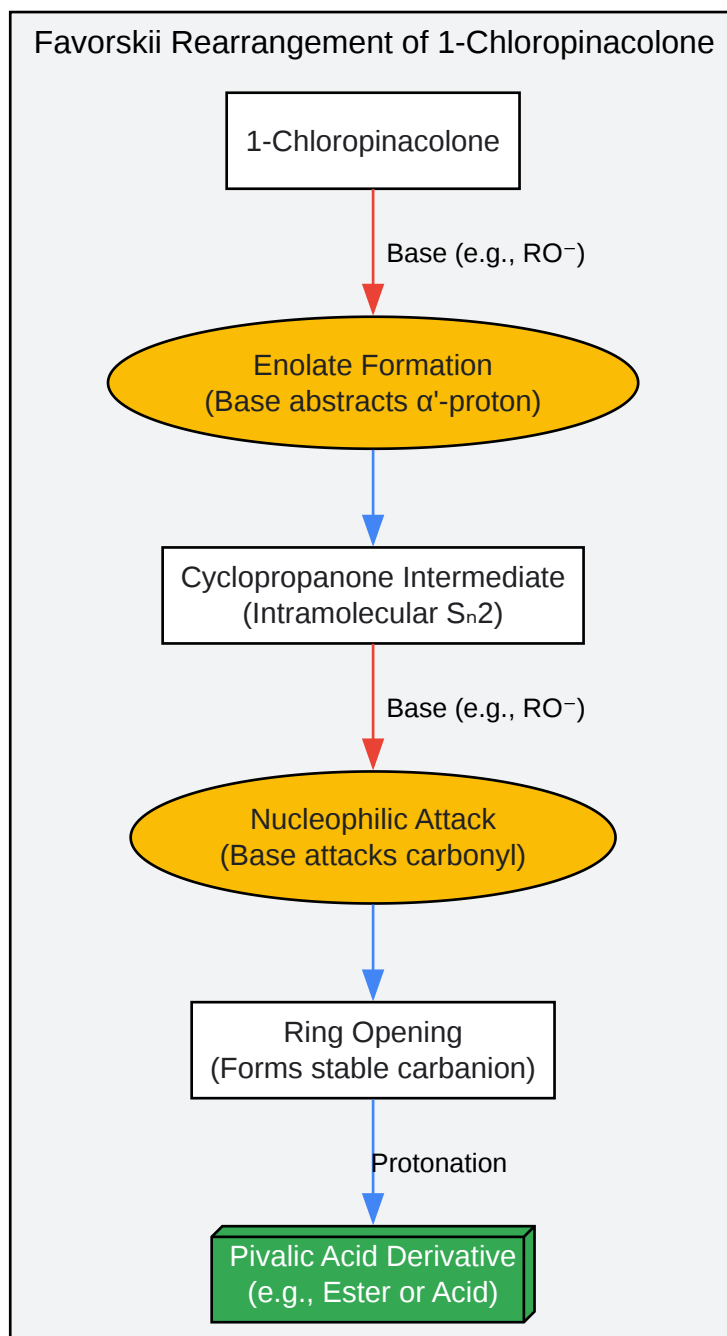 Favorskii Rearrangement of 1-Chloropinacolone
1-Chloropinacolone
Base (e.g., RO⁻)
Enolate Formation
(Base abstracts α'-proton)
Cyclopropanone Intermediate
(Intramolecular Sₙ2)
Base (e.g., RO⁻)
Nucleophilic Attack
(Base attacks carbonyl)
Ring Opening
(Forms stable carbanion)
Protonation
Pivalic Acid Derivative
(e.g., Ester or Acid)